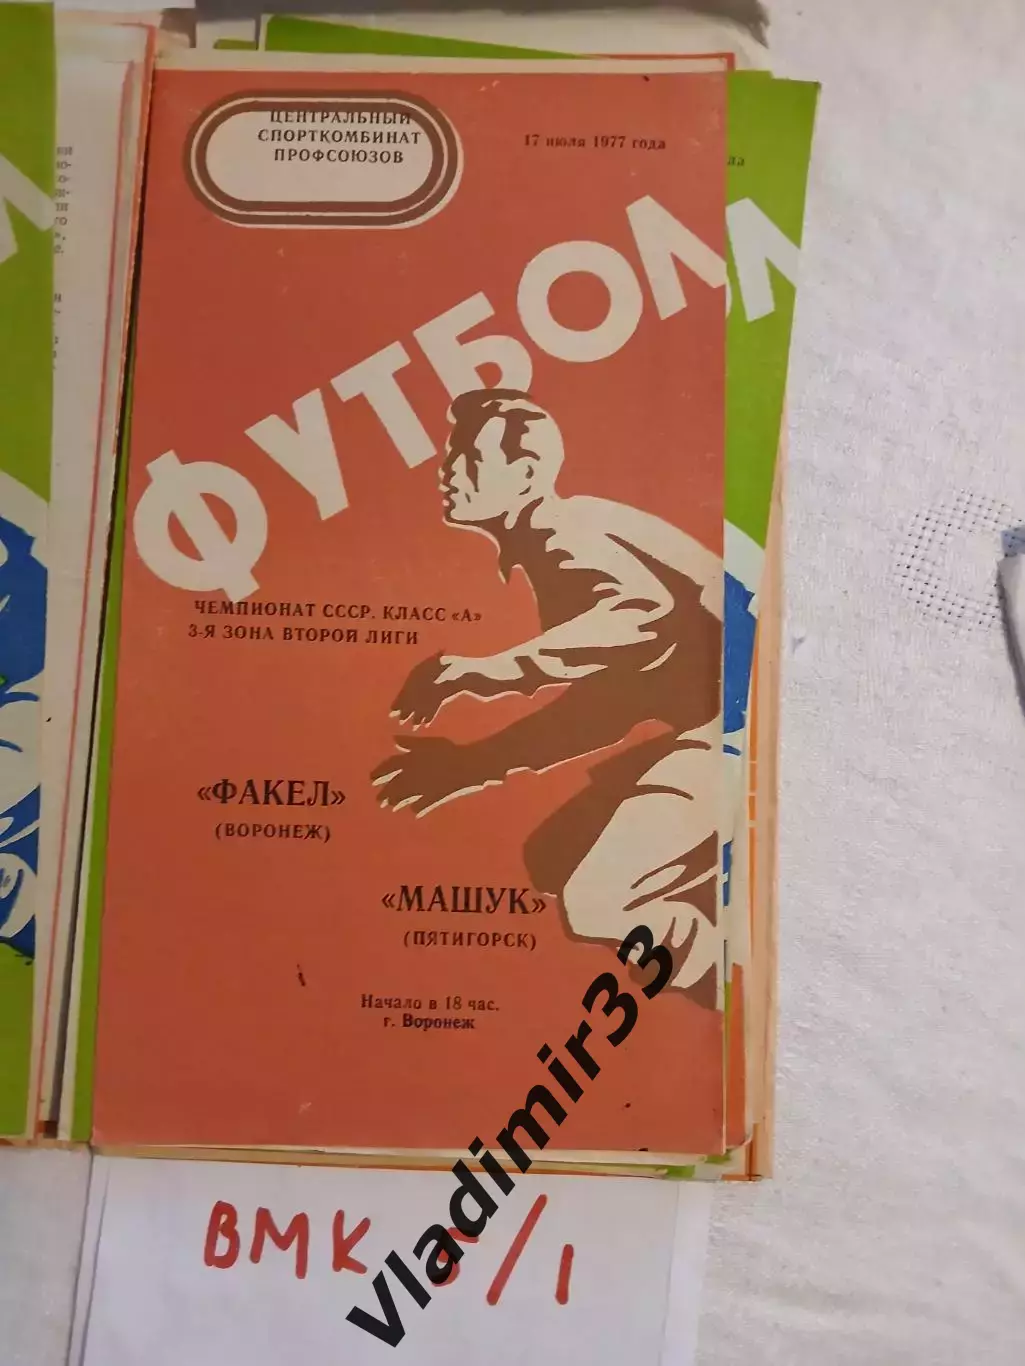 ЦЕНТРАЛЬНЫЙ
СПОРТКОМБИНАТ
ПРОФСОЮЗОВ
17 июля 1977 года
ФУТБОЛ
ЧЕМПИОНАТ СССР. КЛАСС «А»
3-Я ЗОНА ВТОРОЙ ЛИГИ
«ФАКЕЛ»
(ВОРОНЕЖ)
«МАШУК»
(ПЯТИГОРСК)
Начало в 18 час.
г. Воронеж
vladimir33
ВМК 5/1